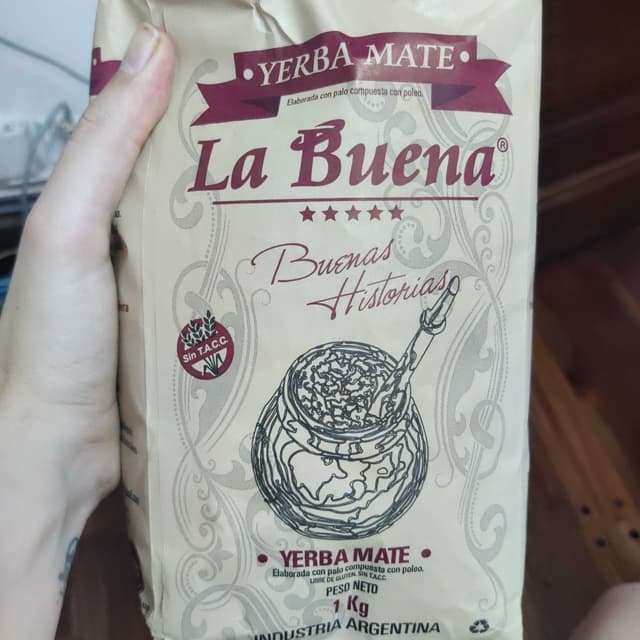 YERBA MATE
Elaborada con palo compuesta con poleo.
La Buena®
Buenas
Historias
Sin T.A.C.C.
YERBA MATE
Elaborada con palo compuesta con poleo.
LIBRE DE GLUTEN, SIN T.A.C.C.
PESO NETO
1 Kg
INDUSTRIA ARGENTINA